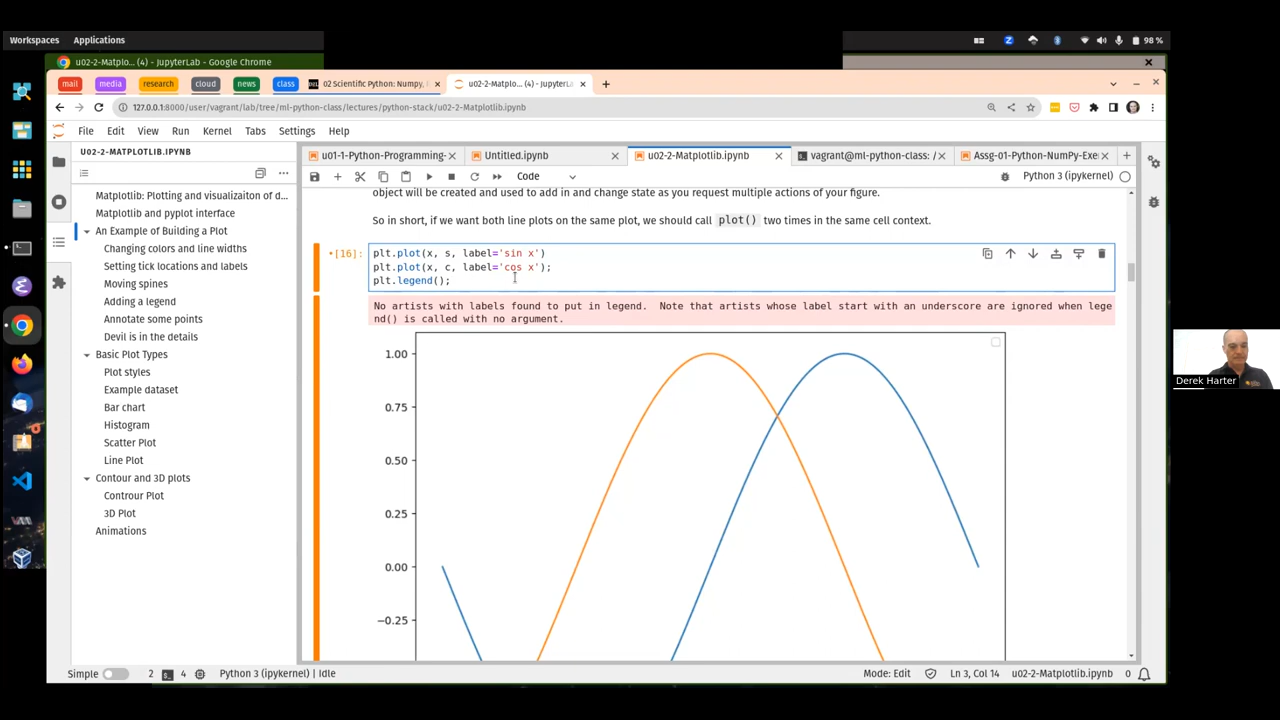 Workspaces Applications
98 %
u02-2-Matplo... (4) - JupyterLab - Google Chrome
mail media research cloud news class 02 Scientific Python: Numpy, u02-2-Matplo... (4) - JupyterL
127.0.0.1:8000/user/vagrant/lab/tree/ml-python-class/lectures/python-stack/u02-2-Matplotlib.ipynb
File Edit View Run Kernel Tabs Settings Help
U02-2-MATPLOTLIB.IPYNB
u01-1-Python-Programming- Untitled.ipynb u02-2-Matplotlib.ipynb vagrant@ml-python-class: / Assg-01-Python-NumPy-Exe
Code
Python 3 (ipykernel)
Matplotlib: Plotting and visualizaiton of d...
Matplotib and pyplot interface
An Example of Building a Plot
Changing colors and line widths
Setting tick locations and labels
Moving spines
Adding a legend
Annotate some points
Devil is in the details
Basic Plot Types
Plot styles
Example dataset
Bar chart
Histogram
Scatter Plot
Line Plot
Contour and 3D plots
Controur Plot
3D Plot
Animations
object will be created and used to add in and change state as you request multiple actions of your figure.
So in short, if we want both line plots on the same plot, we should call plot() two times in the same cell context.
[16]:
plt.plot(x, s, label='sin x')
plt.plot(x, c, label='cos x');
plt.legend();
No artists with labels found to put in legend. Note that artists whose label start with an underscore are ignored when lege
nd() is called with no argument.
1.00
0.75
0.50
0.25
0.00
−0.25
Derek Harter
Simple 2 4 Python 3 (ipykernel) | Idle
Mode: Edit Ln 3, Col 14 u02-2-Matplotlib.ipynb 0